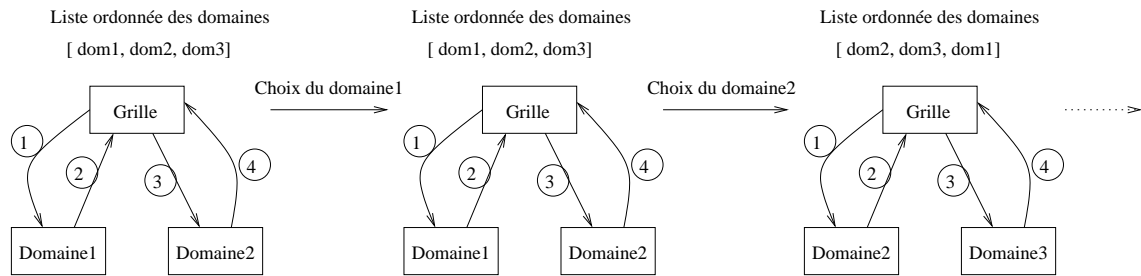 Liste ordonnée des domaines
[ dom1, dom2, dom3]
Grille
1
2
3
4
Domaine1
Domaine2
Choix du domaine1
Liste ordonnée des domaines
[ dom1, dom2, dom3]
Grille
1
2
3
4
Domaine1
Domaine2
Choix du domaine2
Liste ordonnée des domaines
[ dom2, dom3, dom1]
Grille
1
2
3
4
Domaine2
Domaine3